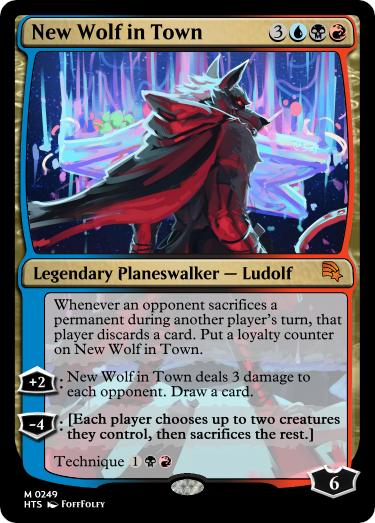 New Wolf in Town 3
Legendary Planeswalker — Ludolf
Whenever an opponent sacrifices a
permanent during another player's turn, that
player discards a card. Put a loyalty counter
on New Wolf in Town.
+2 : New Wolf in Town deals 3 damage to
each opponent. Draw a card.
-4 : [Each player chooses up to two creatures
they control, then sacrifices the rest.]
Technique 1
6
M 0249
HTS FoffFolfy